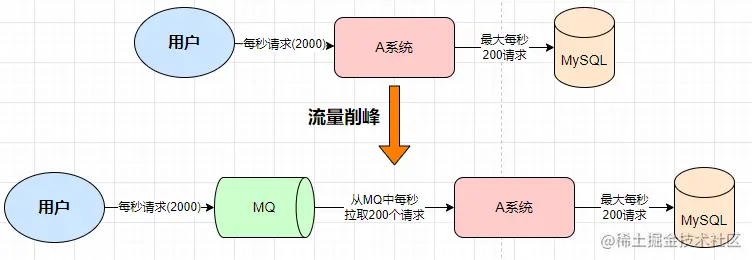 用户
每秒请求(2000)
A系统
最大每秒
200请求
MySQL
流量削峰
用户
每秒请求(2000)
MQ
从MQ中每秒
拉取200个请求
A系统
最大每秒
200请求
MySQL
@稀土掘金技术社区